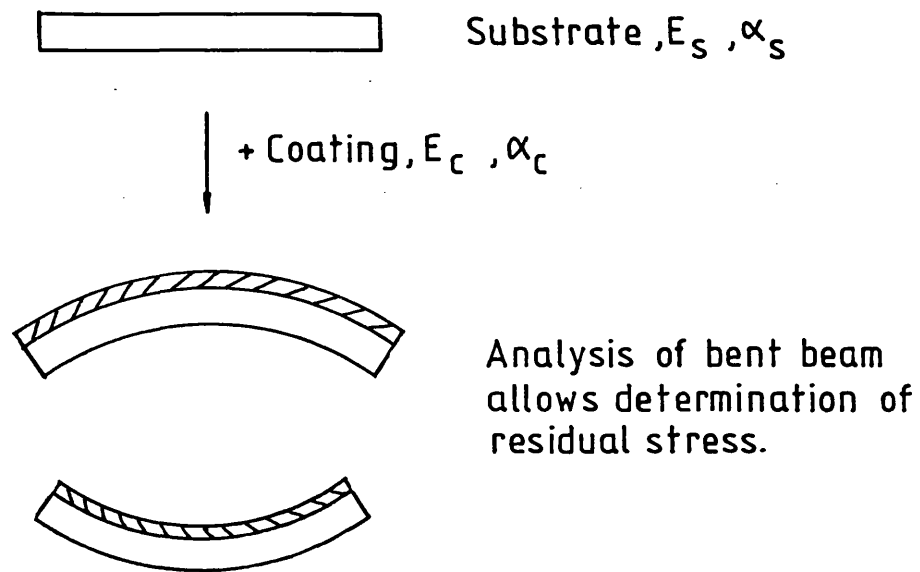 Substrate ,E_s ,α_s
+ Coating, E_c ,α_c
Analysis of bent beam
allows determination of
residual stress.